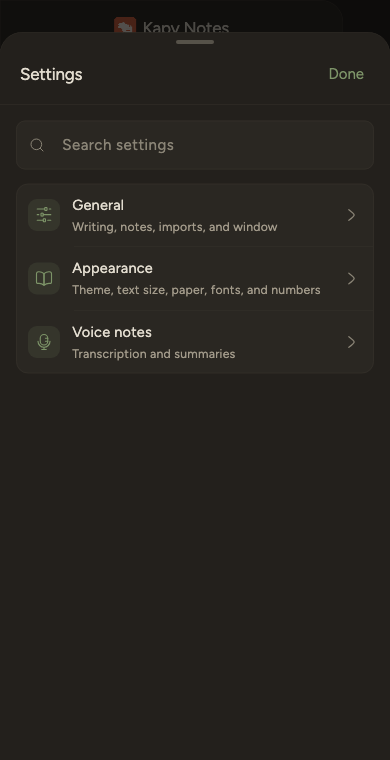 Kapy Notes
Settings
Done
Search settings
General
Writing, notes, imports, and window
Appearance
Theme, text size, paper, fonts, and numbers
Voice notes
Transcription and summaries